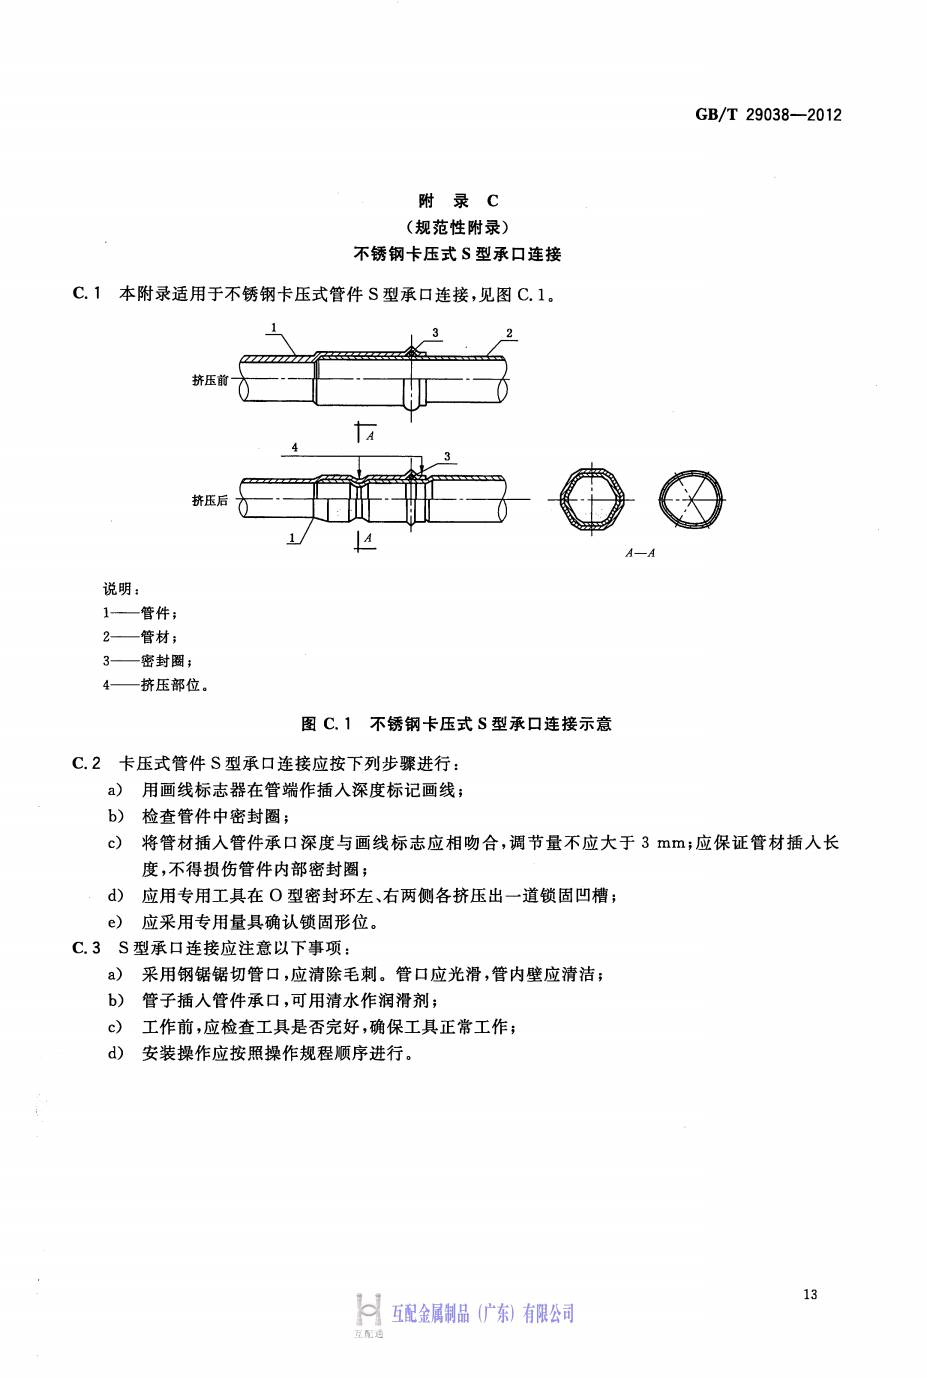 GB/T 29038—2012
附 录 C
（规范性附录）
不锈钢卡压式 S 型承口连接
C.1 本附录适用于不锈钢卡压式管件 S 型承口连接，见图 C.1。
1
3
2
挤压前
A
4
3
挤压后
1
A
A—A
说明：
1——管件；
2——管材；
3——密封圈；
4——挤压部位。
图 C.1 不锈钢卡压式 S 型承口连接示意
C.2 卡压式管件 S 型承口连接应按下列步骤进行：
a） 用画线标志器在管端作插入深度标记画线；
b） 检查管件中密封圈；
c） 将管材插入管件承口深度与画线标志应相吻合，调节量不应大于 3 mm；应保证管材插入长
度，不得损伤管件内部密封圈；
d） 应用专用工具在 O 型密封环左、右两侧各挤压出一道锁固凹槽；
e） 应采用专用量具确认锁固形位。
C.3 S 型承口连接应注意以下事项：
a） 采用钢锯锯切管口，应清除毛刺。管口应光滑，管内壁应清洁；
b） 管子插入管件承口，可用清水作润滑剂；
c） 工作前，应检查工具是否完好，确保工具正常工作；
d） 安装操作应按照操作规程顺序进行。
13
互配金属制品（广东）有限公司
互配通